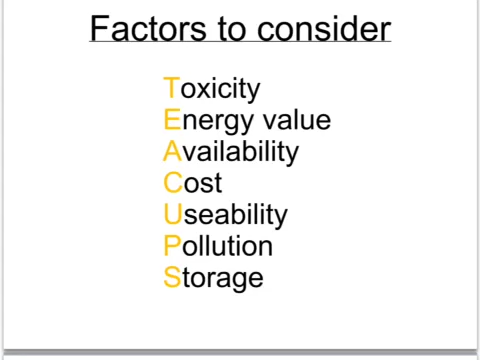 Factors to consider
Toxicity
Energy value
Availability
Cost
Useability
Pollution
Storage